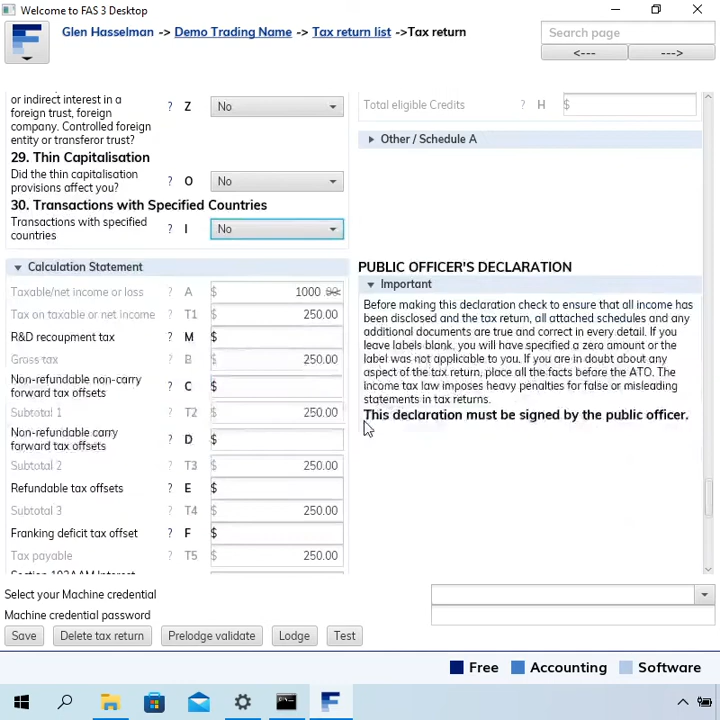 Welcome to FAS 3 Desktop
Glen Hasselman -> Demo Trading Name -> Tax return list ->Tax return
Search page
<---
--->
or indirect interest in a
foreign trust, foreign
company. Controlled foreign
entity or transferor trust?
? Z No
29. Thin Capitalisation
Did the thin capitalisation
provisions affect you?
? O No
30. Transactions with Specified Countries
Transactions with specified
countries
? I No
Calculation Statement
Taxable/net income or loss ? A $ 1000 00
Tax on taxable or net income ? T1 $ 250.00
R&D recoupment tax ? M $
Gross tax ? B $ 250.00
Non-refundable non-carry
forward tax offsets
? C $
Subtotal 1 ? T2 $ 250.00
Non-refundable carry
forward tax offsets
? D $
Subtotal 2 ? T3 $ 250.00
Refundable tax offsets ? E $
Subtotal 3 ? T4 $ 250.00
Franking deficit tax offset ? F $
Tax payable ? T5 $ 250.00
Section 102AAM Interest
Total eligible Credits ? H $
Other / Schedule A
PUBLIC OFFICER'S DECLARATION
Important
Before making this declaration check to ensure that all income has
been disclosed and the tax return, all attached schedules and any
additional documents are true and correct in every detail. If you
leave labels blank, you will have specified a zero amount or the
label was not applicable to you. If you are in doubt about any
aspect of the tax return, place all the facts before the ATO. The
income tax law imposes heavy penalties for false or misleading
statements in tax returns.
This declaration must be signed by the public officer.
Select your Machine credential
Machine credential password
Save
Delete tax return
Prelodge validate
Lodge
Test
Free
Accounting
Software